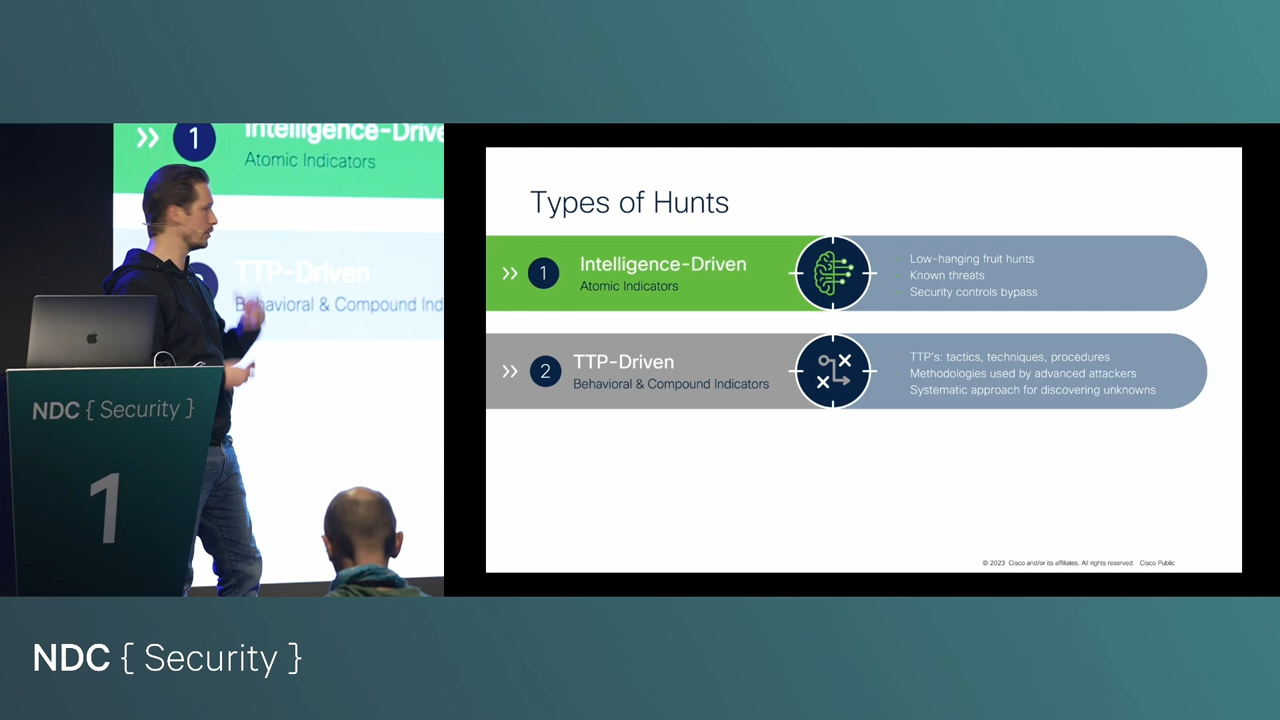 1
Intelligence-Drive
Atomic Indicators
TTP-Driven
Behavioral & Compound Ind
NDC { Security }
1
Types of Hunts
1
Intelligence-Driven
Atomic Indicators
Low-hanging fruit hunts
Known threats
Security controls bypass
2
TTP-Driven
Behavioral & Compound Indicators
TTP's: tactics, techniques, procedures
Methodologies used by advanced attackers
Systematic approach for discovering unknowns
© 2023 Cisco and/or its affiliates. All rights reserved. Cisco Public
NDC { Security }